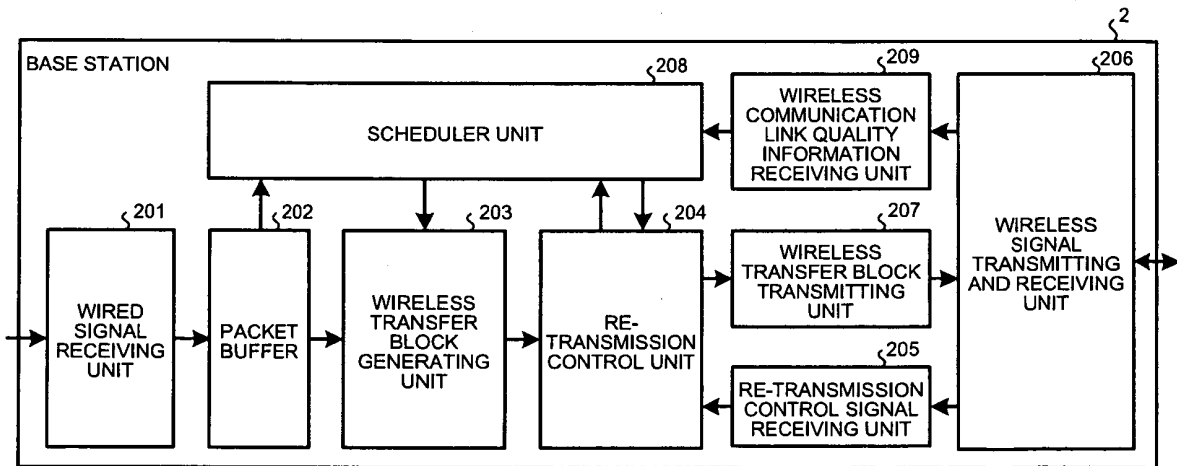 2
BASE STATION
208
209
206
SCHEDULER UNIT
WIRELESS
COMMUNICATION
LINK QUALITY
INFORMATION
RECEIVING UNIT
201
202
203
204
207
WIRED
SIGNAL
RECEIVING
UNIT
PACKET
BUFFER
WIRELESS
TRANSFER
BLOCK
GENERATING
UNIT
RE-
TRANSMISSION
CONTROL UNIT
WIRELESS
TRANSFER BLOCK
TRANSMITTING
UNIT
205
RE-TRANSMISSION
CONTROL SIGNAL
RECEIVING UNIT
WIRELESS
SIGNAL
TRANSMITTING
AND RECEIVING
UNIT